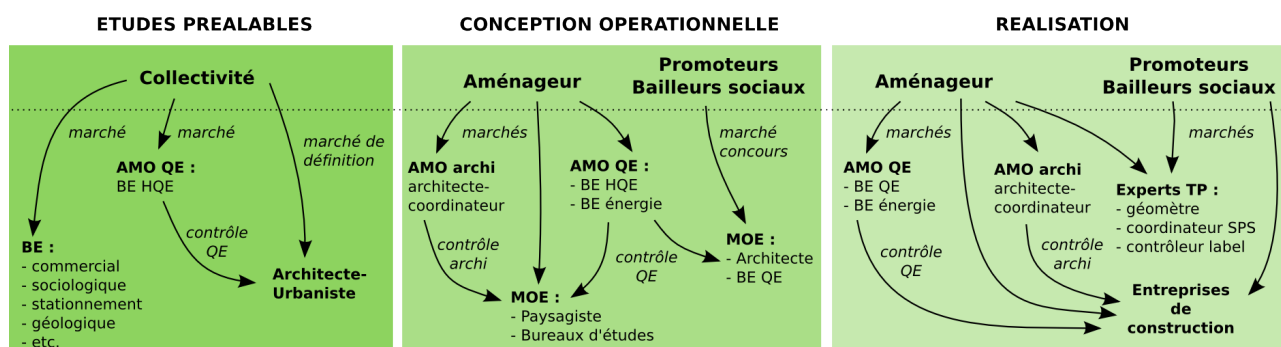 ETUDES PREALABLES
Collectivité
marché
marché
marché de
définition
AMO QE :
BE HQE
contrôle
QE
BE :
- commercial
- sociologique
- stationnement
- géologique
- etc.
Architecte-
Urbaniste
CONCEPTION OPERATIONNELLE
Aménageur
Promoteurs
Bailleurs sociaux
marchés
marché
concours
AMO archi
architecte-
coordinateur
AMO QE :
- BE HQE
- BE énergie
contrôle
archi
contrôle
QE
MOE :
- Architecte
- BE QE
MOE :
- Paysagiste
- Bureaux d'études
REALISATION
Aménageur
Promoteurs
Bailleurs sociaux
marchés
marchés
AMO QE
- BE QE
- BE énergie
AMO archi
architecte-
coordinateur
Experts TP :
- géomètre
- coordinateur SPS
- contrôleur label
contrôle
QE
contrôle
archi
Entreprises
de
construction